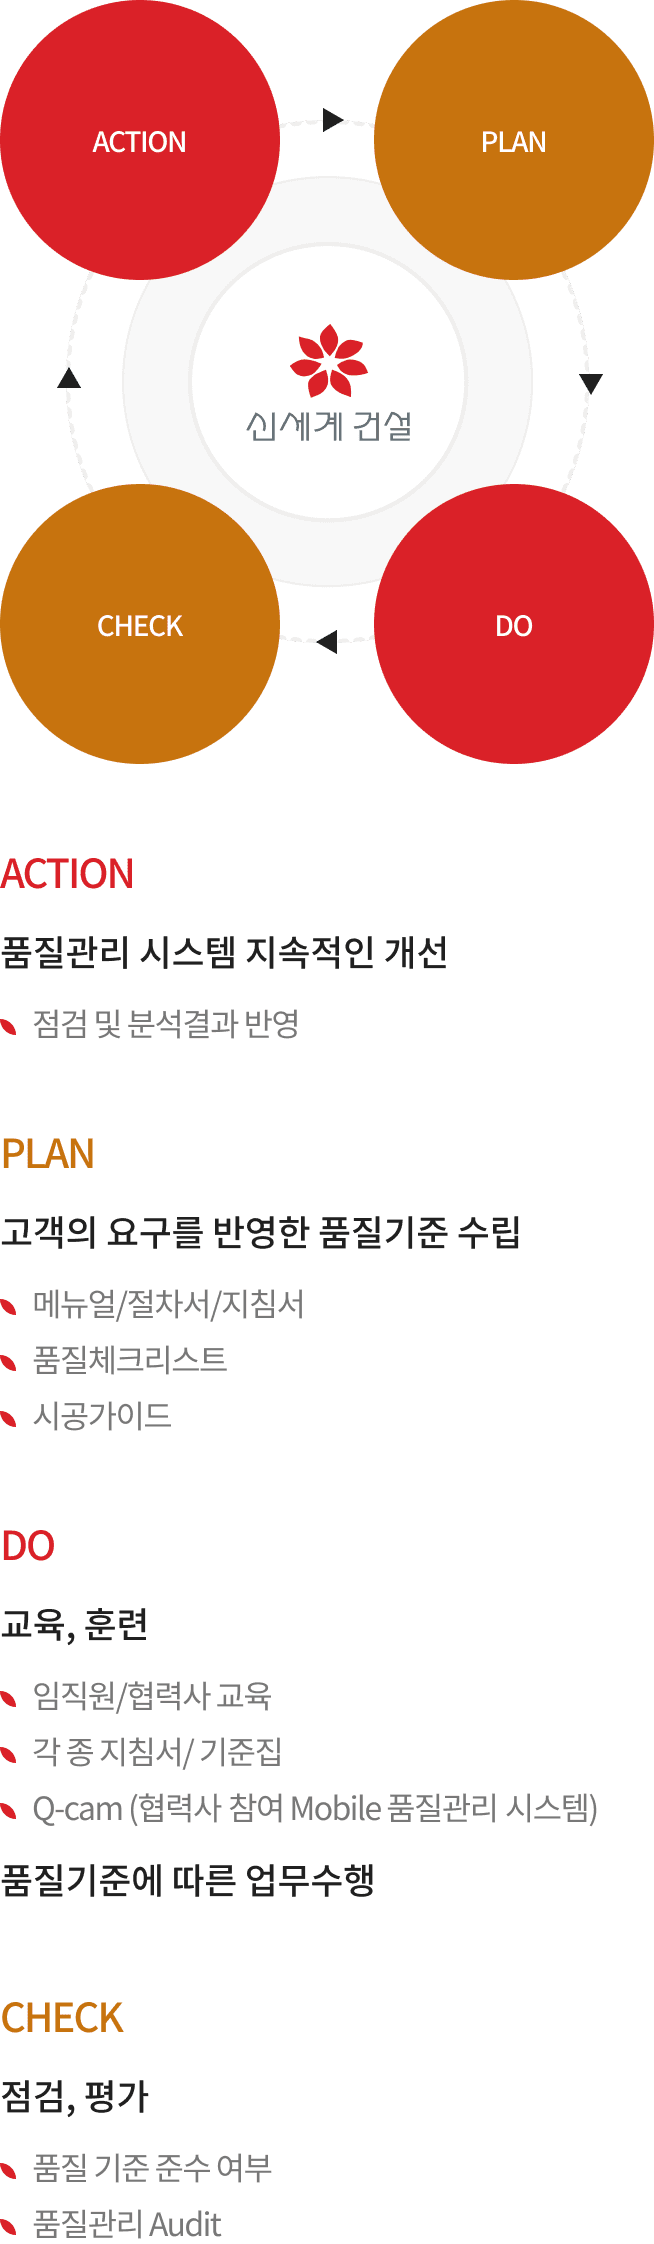 ACTION
PLAN
신세계 건설
CHECK
DO
ACTION
품질관리 시스템 지속적인 개선
점검 및 분석결과 반영
PLAN
고객의 요구를 반영한 품질기준 수립
메뉴얼/절차서/지침서
품질체크리스트
시공가이드
DO
교육, 훈련
임직원/협력사 교육
각 종 지침서/ 기준집
Q-cam (협력사 참여 Mobile 품질관리 시스템)
품질기준에 따른 업무수행
CHECK
점검, 평가
품질 기준 준수 여부
품질관리 Audit